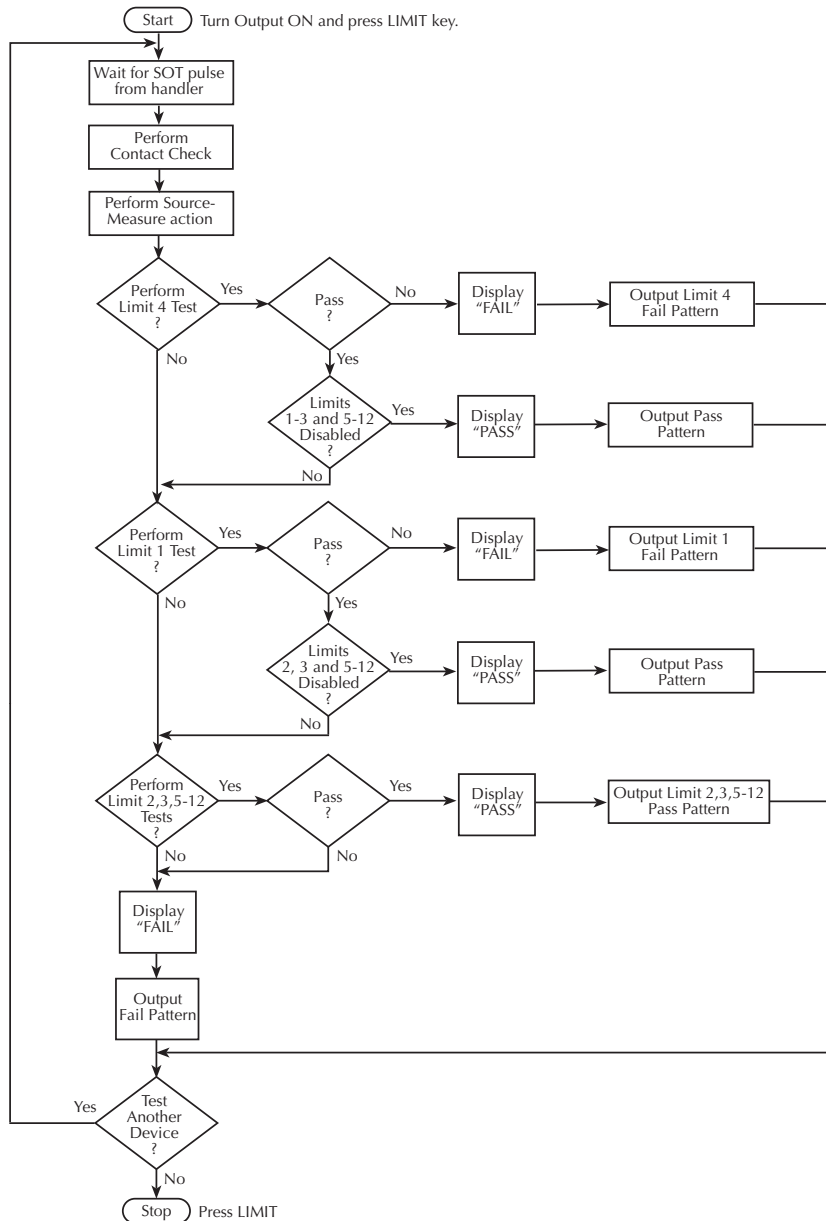 Start
Turn Output ON and press LIMIT key.
Wait for SOT pulse
from handler
Perform
Contact Check
Perform Source-
Measure action
Perform
Limit 4 Test
?
Yes
Pass
?
No
Display
“FAIL”
Output Limit 4
Fail Pattern
No
Yes
Limits
1-3 and 5-12
Disabled
?
Yes
Display
“PASS”
Output Pass
Pattern
No
Perform
Limit 1 Test
?
Yes
Pass
?
No
Display
“FAIL”
Output Limit 1
Fail Pattern
No
Yes
Limits
2, 3 and 5-12
Disabled
?
Yes
Display
“PASS”
Output Pass
Pattern
No
Perform
Limit 2,3,5-12
Tests
?
Yes
Pass
?
Yes
Display
“PASS”
Output Limit 2,3,5-12
Pass Pattern
No
No
Display
“FAIL”
Output
Fail Pattern
Test
Another
Device
?
Yes
No
Stop
Press LIMIT